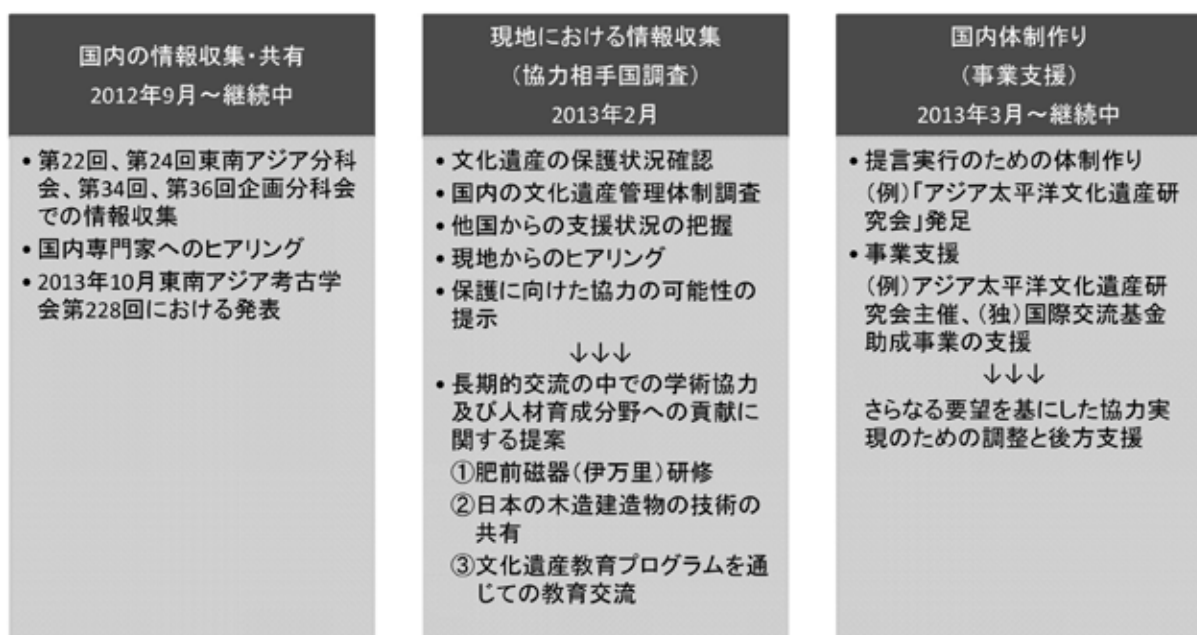 国内の情報収集・共有
2012年9月～継続中
• 第22回、第24回東南アジア分科
会、第34回、第36回企画分科会
での情報収集
• 国内専門家へのヒアリング
• 2013年10月東南アジア考古学
会第228回における発表
現地における情報収集
（協力相手国調査）
2013年2月
• 文化遺産の保護状況確認
• 国内の文化遺産管理体制調査
• 他国からの支援状況の把握
• 現地からのヒアリング
• 保護に向けた協力の可能性の
提示
↓↓↓
• 長期的交流の中での学術協力
及び人材育成分野への貢献に
関する提案
①肥前磁器（伊万里）研修
②日本の木造建造物の技術の
共有
③文化遺産教育プログラムを通
じての教育交流
国内体制作り
（事業支援）
2013年3月～継続中
• 提言実行のための体制作り
（例）「アジア太平洋文化遺産研
究会」発足
• 事業支援
（例）アジア太平洋文化遺産研
究会主催、（独）国際交流基金
助成事業の支援
↓↓↓
さらなる要望を基にした協力実
現のための調整と後方支援